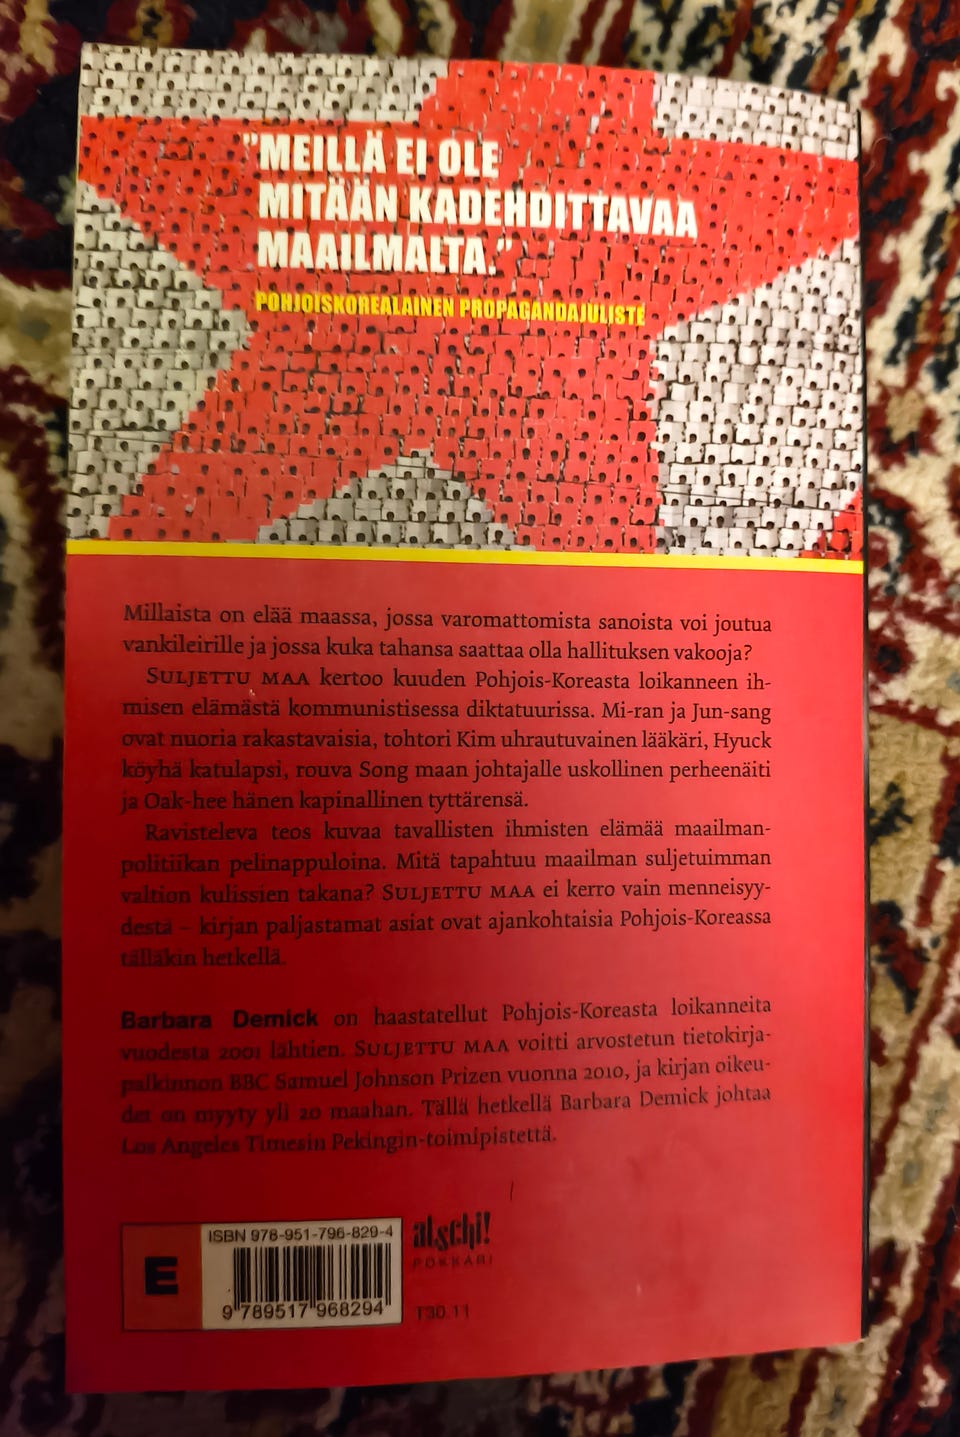 "MEILLÄ EI OLE
MITÄÄN KADEHDITTAVAA
MAAILMALTA."
POHJOISKOREALAINEN PROPAGANDAJULISTE
Millaista on elää maassa, jossa varomattomista sanoista voi joutua
vankileirille ja jossa kuka tahansa saattaa olla hallituksen vakooja?
SULJETTU MAA kertoo kuuden Pohjois-Koreasta loikanneen ih-
misen elämästä kommunistisessa diktatuurissa. Mi-ran ja Jun-sang
ovat nuoria rakastavaisia, tohtori Kim uhrautuvainen lääkäri, Hyuck
köyhä katulapsi, rouva Song maan johtajalle uskollinen perheenäiti
ja Oak-hee hänen kapinallinen tyttärensä.
Ravisteleva teos kuvaa tavallisten ihmisten elämää maailman-
politiikan pelinappuloina. Mitä tapahtuu maailman suljetuimman
valtion kulissien takana? SULJETTU MAA ei kerro vain menneisyy-
destä – kirjan paljastamat asiat ovat ajankohtaisia Pohjois-Koreassa
tälläkin hetkellä.
Barbara Demick on haastatellut Pohjois-Koreasta loikanneita
vuodesta 2001 lähtien. SULJETTU MAA voitti arvostetun tietokirja-
palkinnon BBC Samuel Johnson Prizen vuonna 2010, ja kirjan oikeu-
det on myyty yli 20 maahan. Tällä hetkellä Barbara Demick johtaa
Los Angeles Timesin Pekingin-toimipistettä.
ISBN 978-951-796-829-4
E
9 789517 968294
atschi!
POKKARI
T30.11